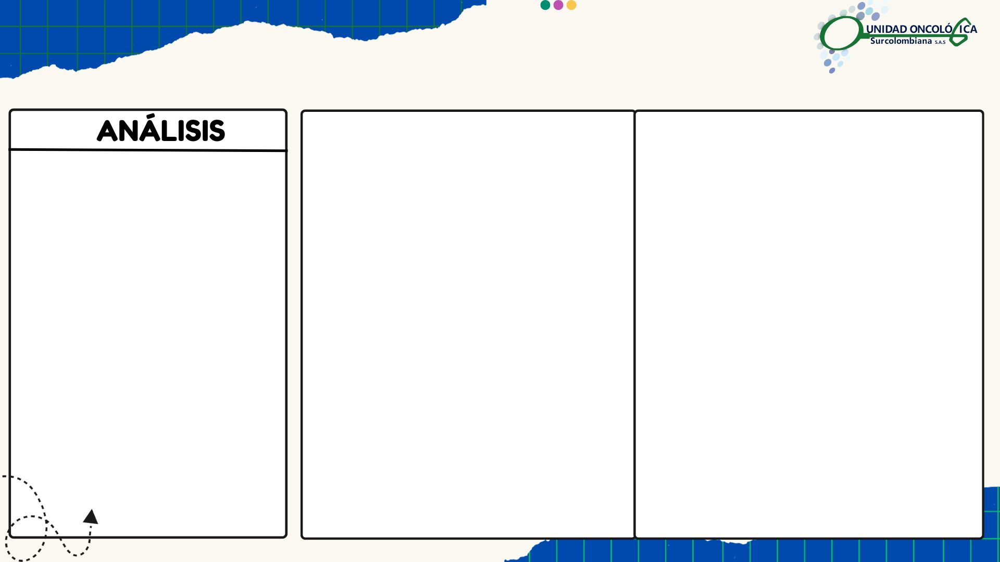 UNIDAD ONCOLÓGICA
Surcolombiana S.A.S
ANÁLISIS